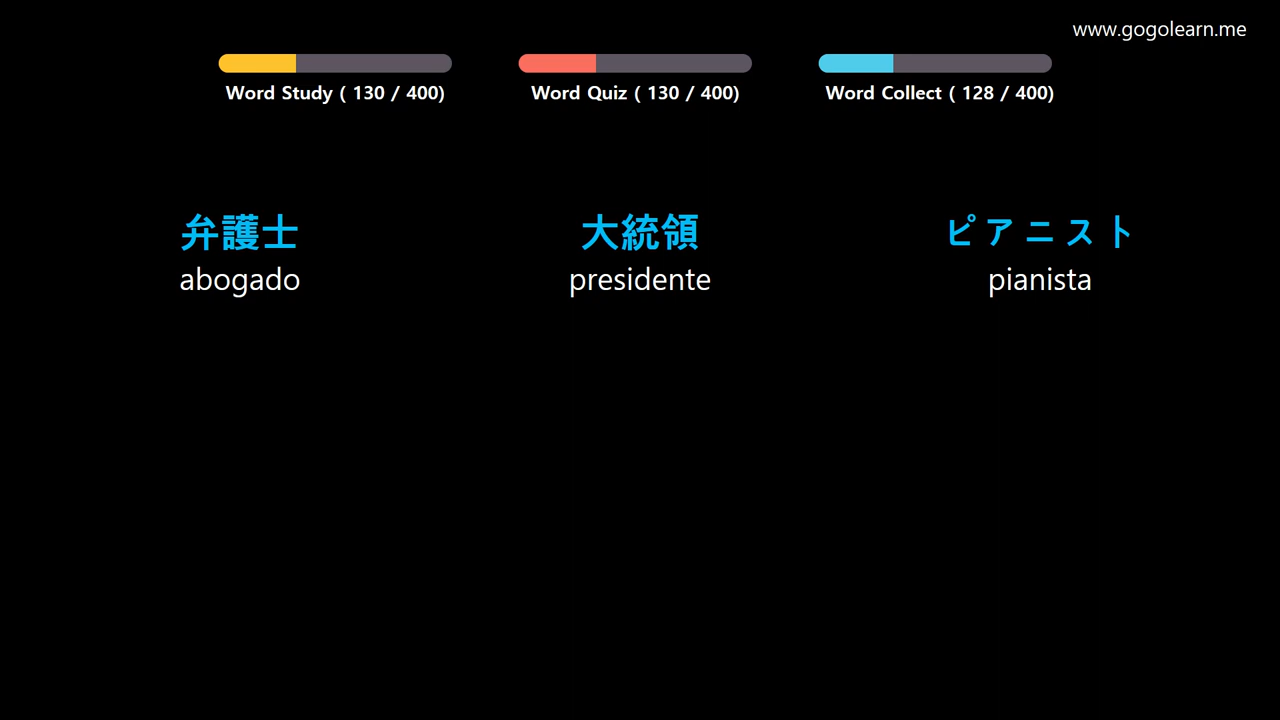 www.gogolearn.me
Word Study ( 130 / 400)
Word Quiz ( 130 / 400)
Word Collect ( 128 / 400)
弁護士
abogado
大統領
presidente
ピアニスト
pianista